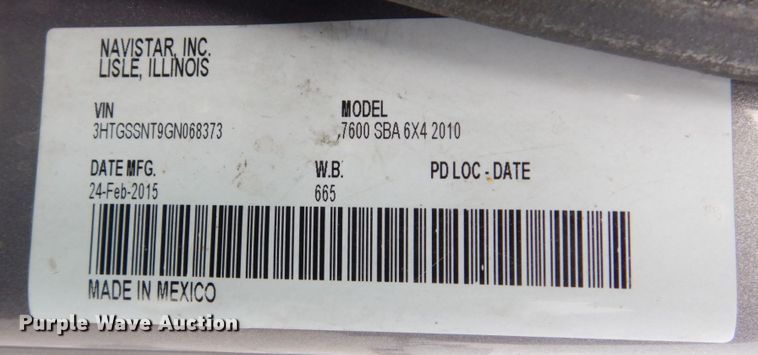 NAVISTAR, INC.
LISLE, ILLINOIS
VIN MODEL
3HTGSSNT9GN068373 7600 SBA 6X4 2010
DATE MFG. W.B. PD LOC - DATE
24-Feb-2015 665
MADE IN MEXICO
Purple Wave Auction